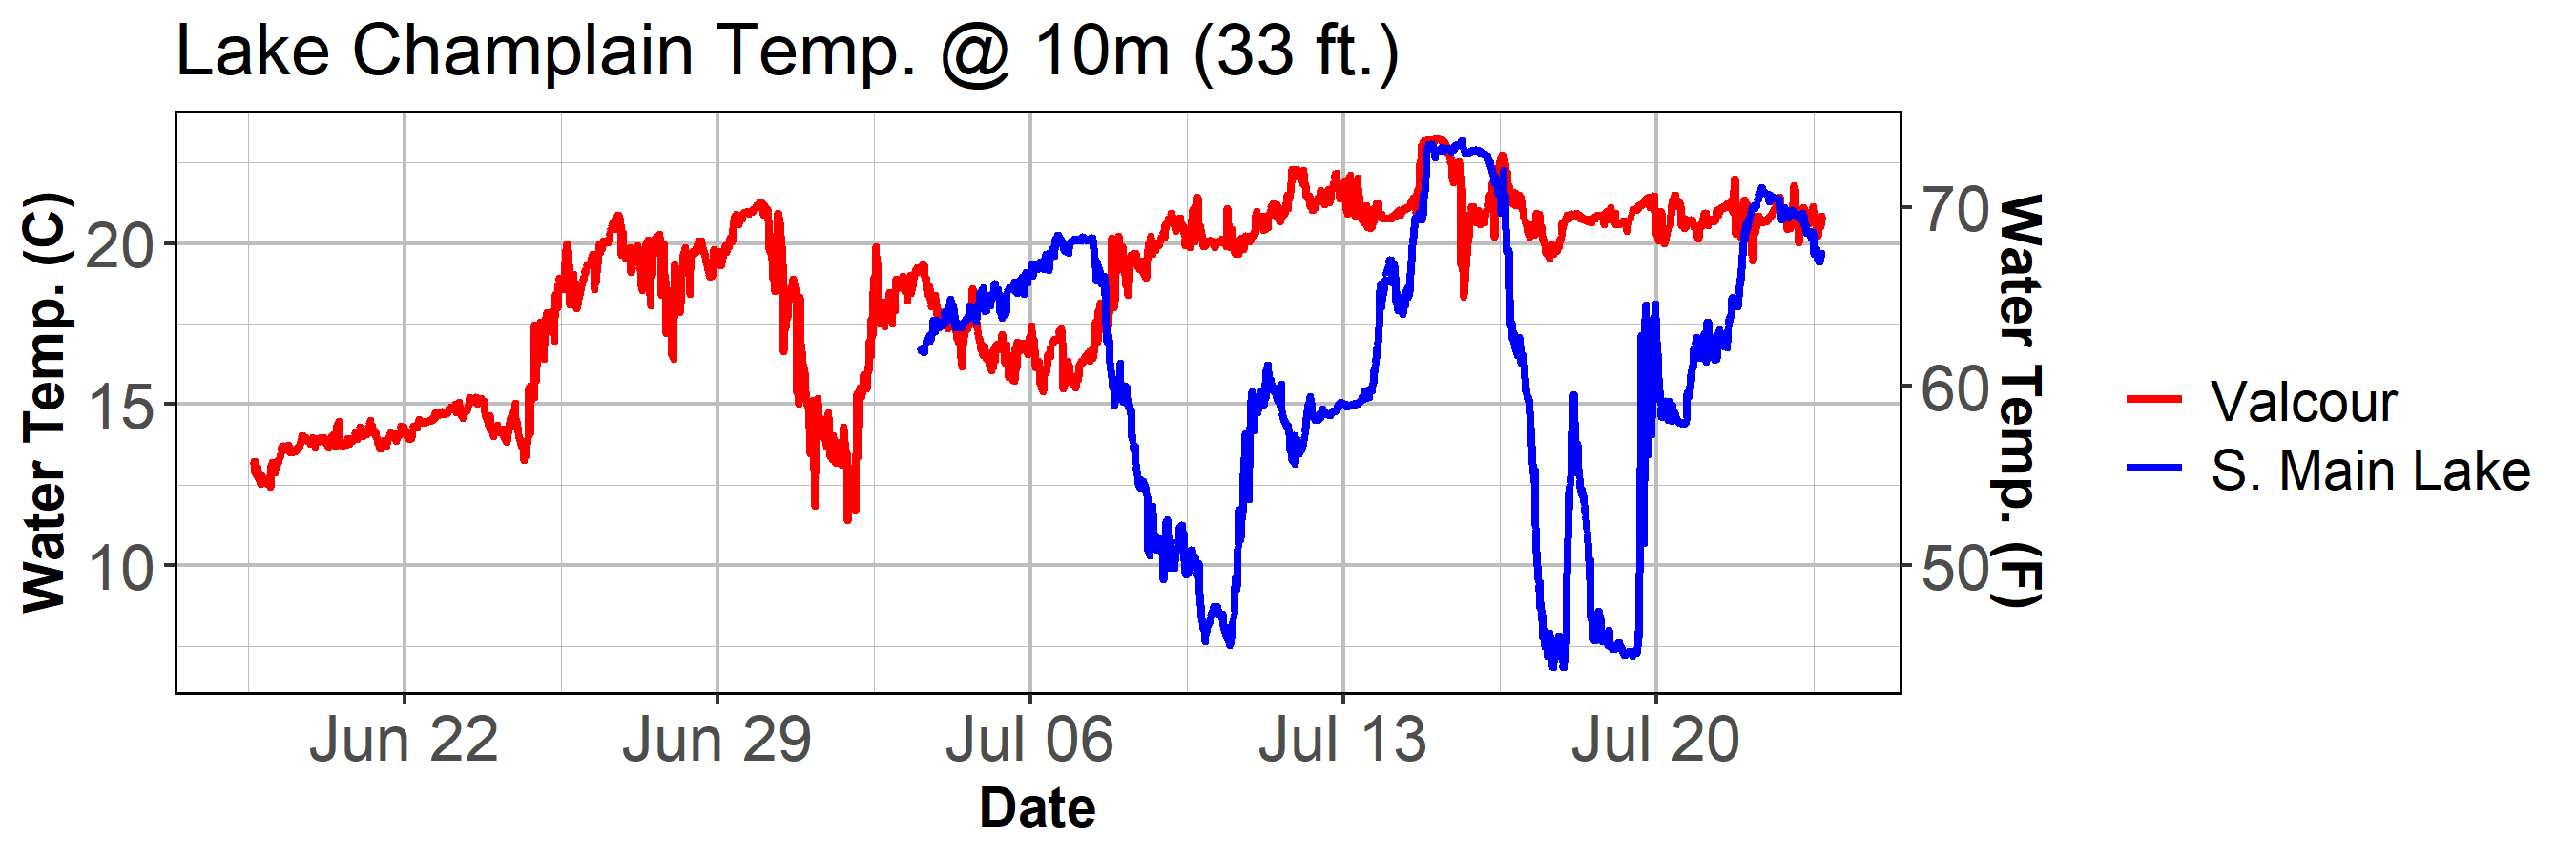 Lake Champlain Temp. @ 10m (33 ft.)
Water Temp. (C)
20
15
10
70
60
50
Water Temp. (F)
Valcour
S. Main Lake
Jun 22
Jun 29
Jul 06
Jul 13
Jul 20
Date